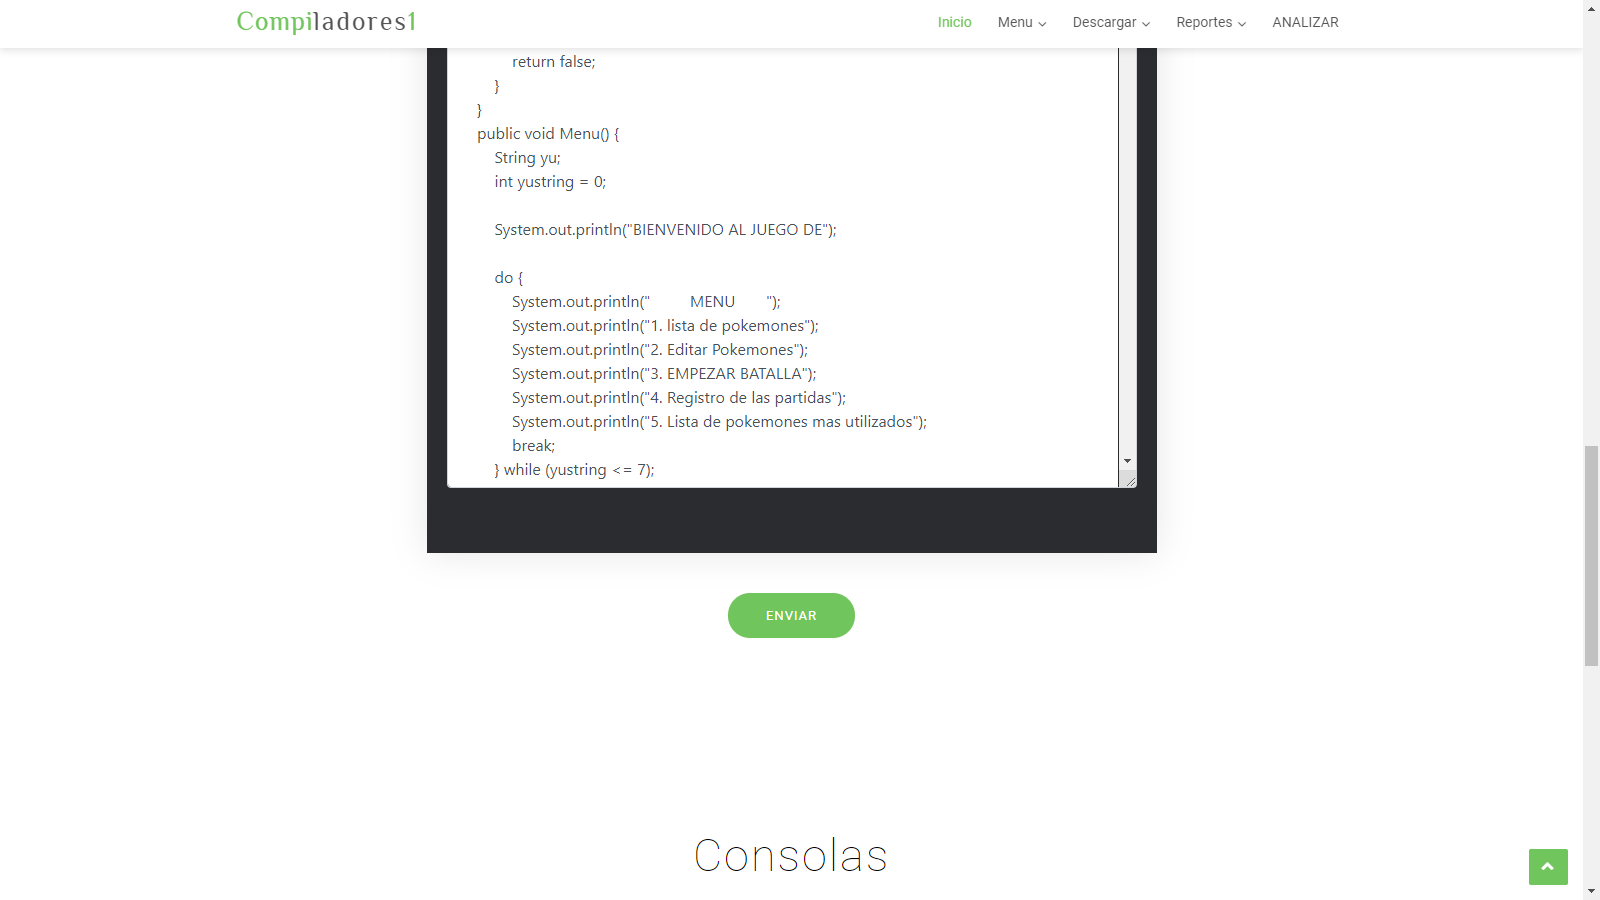 Compiladores1
Inicio Menu Descargar Reportes ANALIZAR
return false;
}
}
public void Menu() {
String yu;
int yustring = 0;
System.out.println("BIENVENIDO AL JUEGO DE");
do {
System.out.println("         MENU       ");
System.out.println("1. lista de pokemones");
System.out.println("2. Editar Pokemones");
System.out.println("3. EMPEZAR BATALLA");
System.out.println("4. Registro de las partidas");
System.out.println("5. Lista de pokemones mas utilizados");
break;
} while (yustring <= 7);
ENVIAR
Consolas